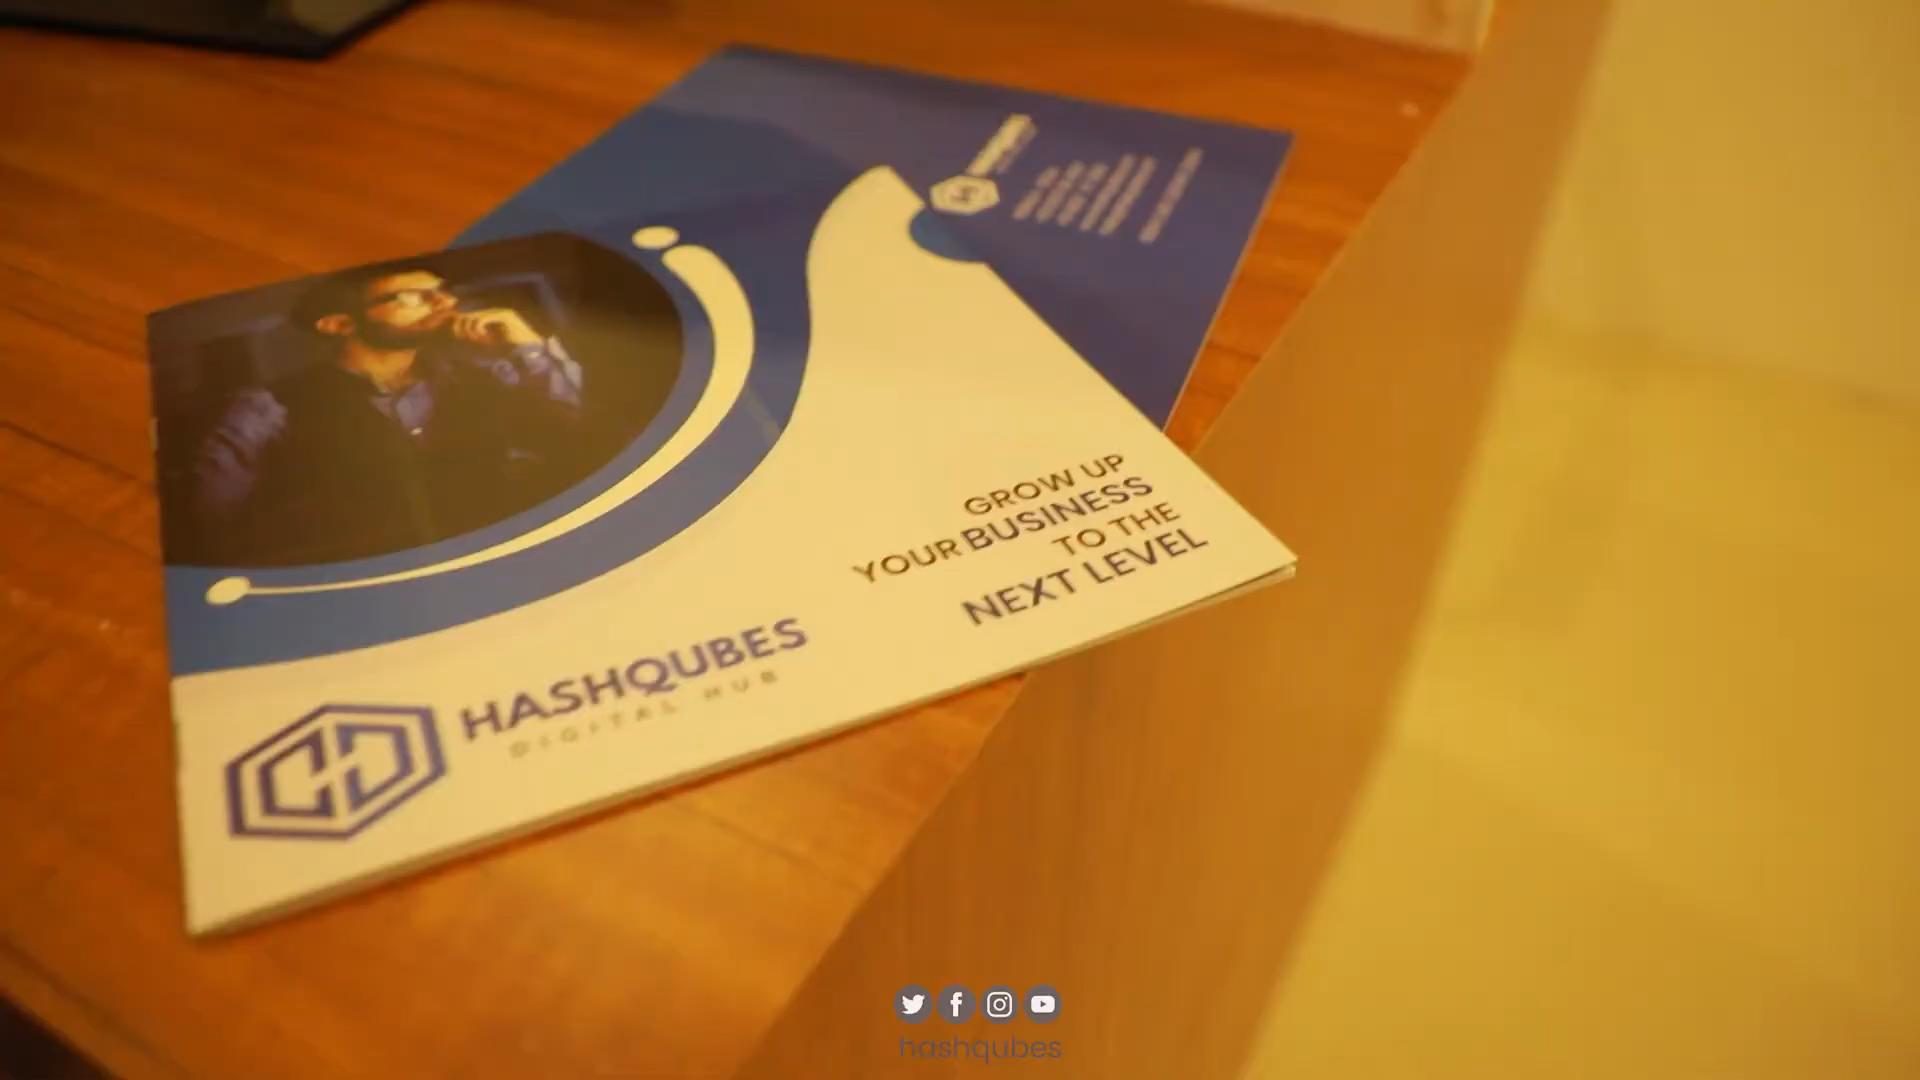 GROW UP
YOUR BUSINESS
TO THE
NEXT LEVEL
HASHQUBES
DIGITAL HUB
hashqubes